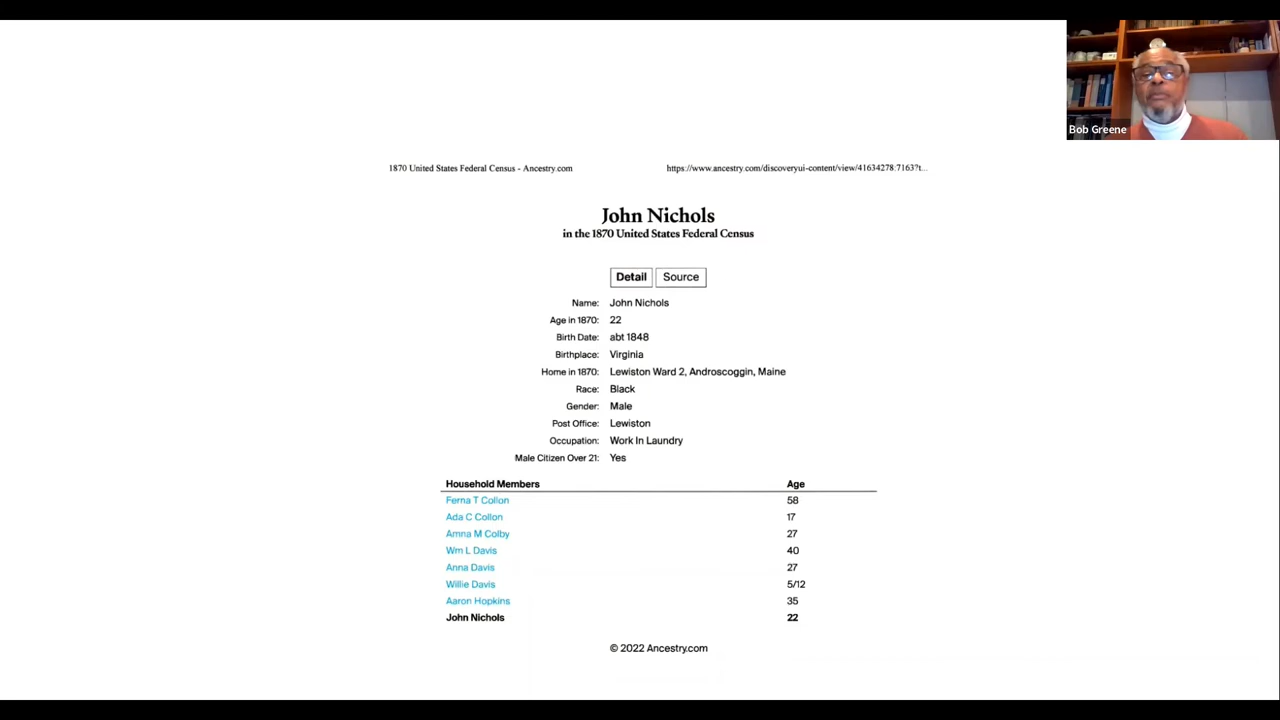 Bob Greene
1870 United States Federal Census - Ancestry.com https://www.ancestry.com/discoveryui-content/view/41634278:7163?t...
John Nichols
in the 1870 United States Federal Census
Detail Source
Name: John Nichols
Age in 1870: 22
Birth Date: abt 1848
Birthplace: Virginia
Home in 1870: Lewiston Ward 2, Androscoggin, Maine
Race: Black
Gender: Male
Post Office: Lewiston
Occupation: Work In Laundry
Male Citizen Over 21: Yes
Household Members Age
Ferna T Collon 58
Ada C Collon 17
Amna M Colby 27
Wm L Davis 40
Anna Davis 27
Willie Davis 5/12
Aaron Hopkins 35
John Nichols 22
© 2022 Ancestry.com